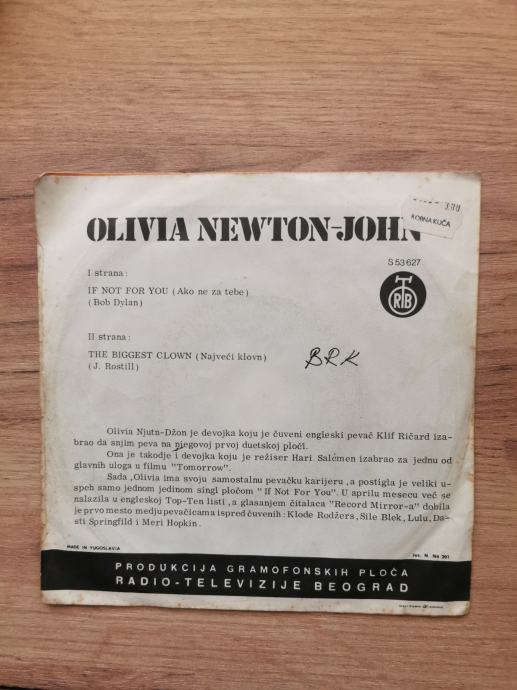 ROBNA KUĆA
OLIVIA NEWTON-JOHN
S 53 627
I strana:
IF NOT FOR YOU (Ako ne za tebe)
(Bob Dylan)
RTB
II strana:
THE BIGGEST CLOWN (Najveći klovn)
(J. Rostill)
BRK
Olivia Njutn-Džon je devojka koju je čuveni engleski pevač Klif Ričard iza-
brao da snjim peva na njegovoj prvoj duetskoj ploči.
Ona je takodje i devojka koju je režiser Hari Salcmen izabrao za jednu od
glavnih uloga u filmu "Tomorrow".
Sada, Olivia ima svoju samostalnu pevačku karijeru, a postigla je veliki u-
speh samo jednom jedinom singl pločom "If Not For You". U aprilu mesecu već se
nalazila u engleskoj Top-Ten listi, a glasanjem čitalaca "Record Mirror-a" dobila
je prvo mesto medju pevačicama ispred čuvenih: Klode Rodžers, Sile Blek, Lulu, Da-
sti Springfild i Meri Hopkin.
MADE IN YUGOSLAVIA
PRODUKCIJA GRAMOFONSKIH PLOČA
RADIO-TELEVIZIJE BEOGRAD